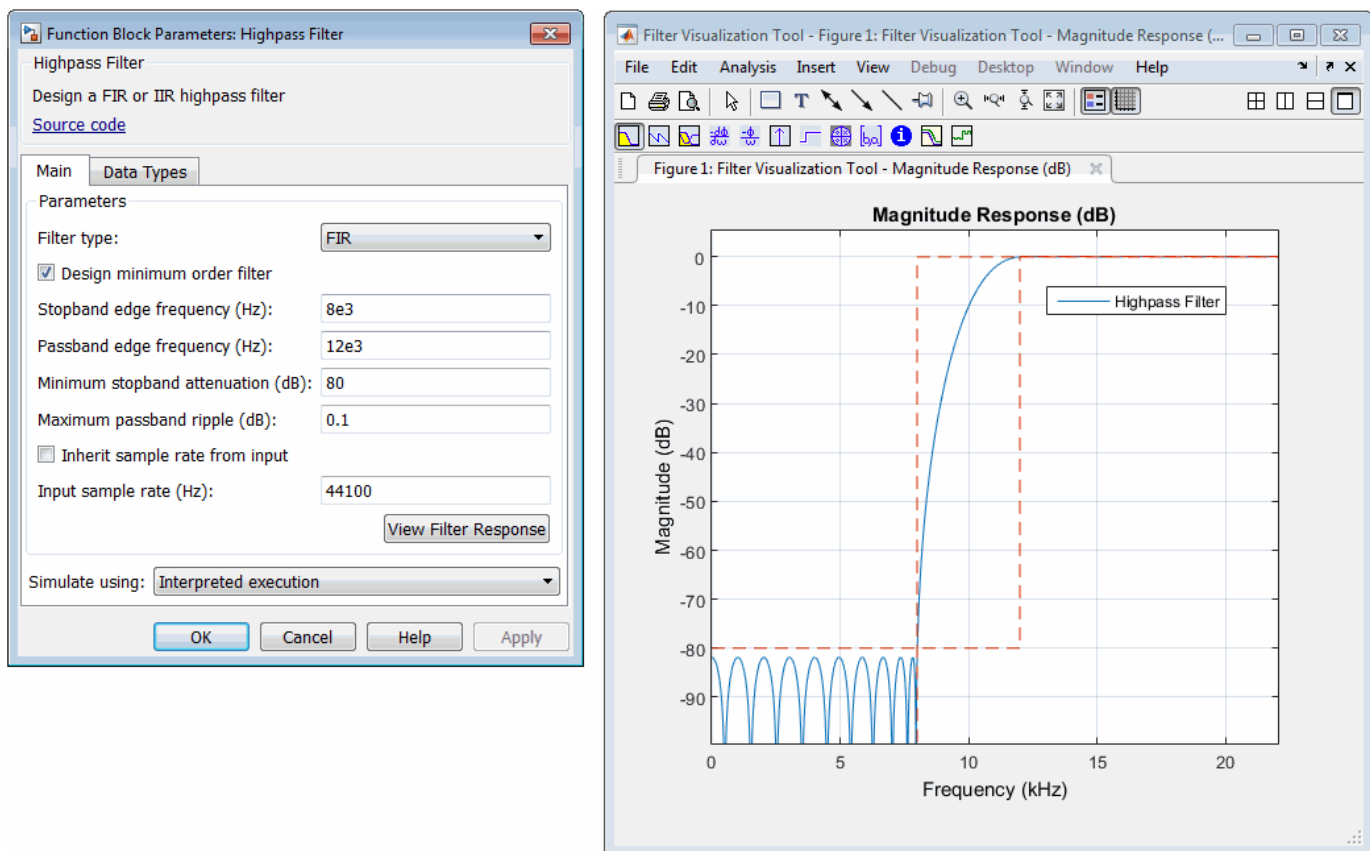 Function Block Parameters: Highpass Filter
Highpass Filter
Design a FIR or IIR highpass filter
Source code
Main Data Types
Parameters
Filter type: FIR
Design minimum order filter
Stopband edge frequency (Hz): 8e3
Passband edge frequency (Hz): 12e3
Minimum stopband attenuation (dB): 80
Maximum passband ripple (dB): 0.1
Inherit sample rate from input
Input sample rate (Hz): 44100
View Filter Response
Simulate using: Interpreted execution
OK Cancel Help Apply
Filter Visualization Tool - Figure 1: Filter Visualization Tool - Magnitude Response (...
File Edit Analysis Insert View Debug Desktop Window Help
Figure 1: Filter Visualization Tool - Magnitude Response (dB)
Magnitude Response (dB)
Highpass Filter
Magnitude (dB)
0
-10
-20
-30
-40
-50
-60
-70
-80
-90
0 5 10 15 20
Frequency (kHz)